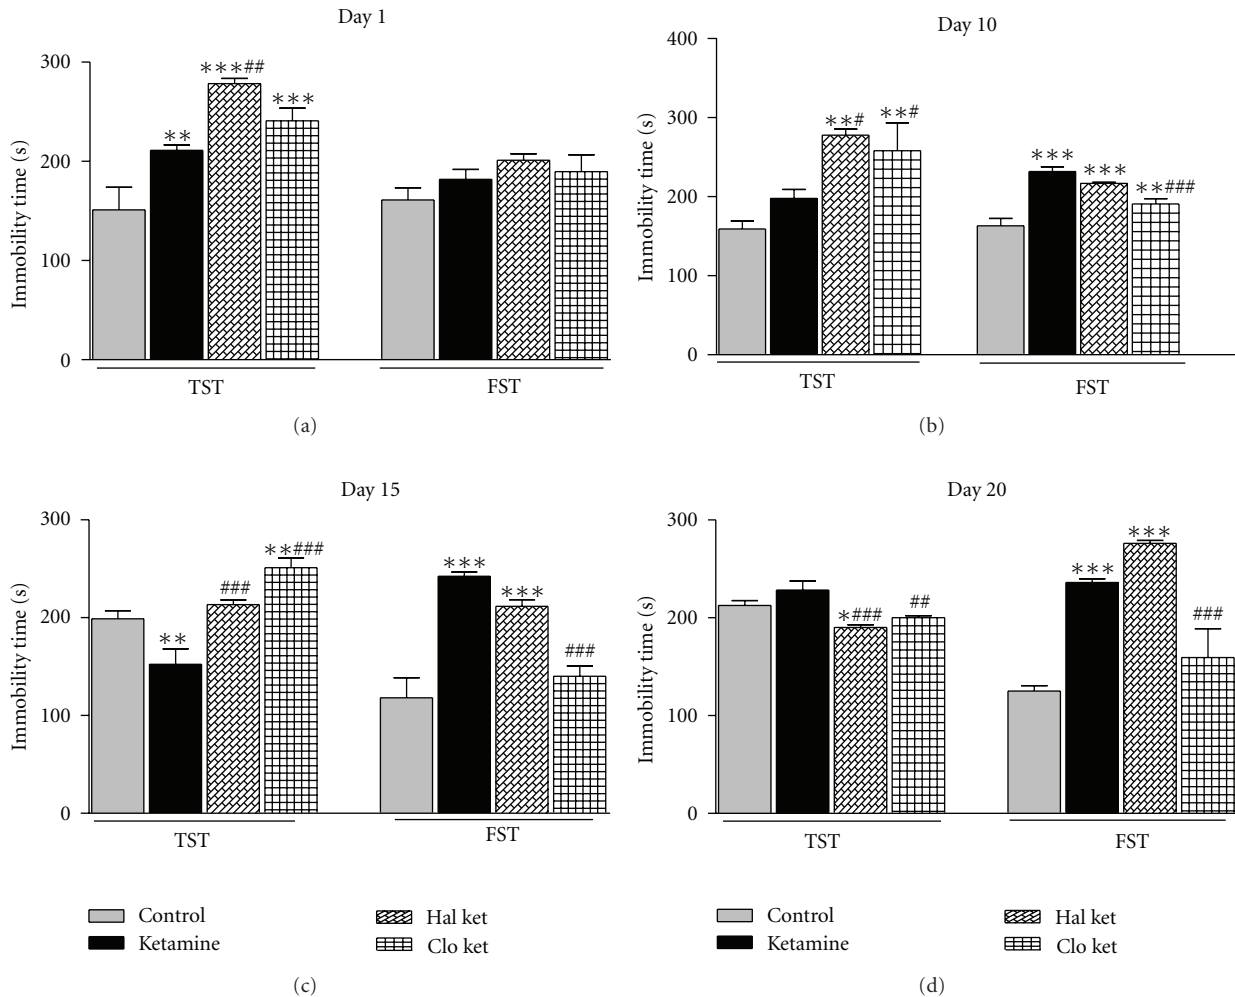 Day 1
300
200
100
0
Immobility time (s)
∗∗
∗∗∗##
∗∗∗
TST
FST
(a)
Day 10
400
300
200
100
0
Immobility time (s)
∗∗#
∗∗#
∗∗∗
∗∗∗
∗∗###
TST
FST
(b)
Day 15
300
200
100
0
Immobility time (s)
∗∗
###
∗∗###
∗∗∗
∗∗∗
###
TST
FST
Control
Ketamine
Hal ket
Clo ket
(c)
Day 20
300
200
100
0
Immobility time (s)
∗###
##
∗∗∗
∗∗∗
###
TST
FST
Control
Ketamine
Hal ket
Clo ket
(d)